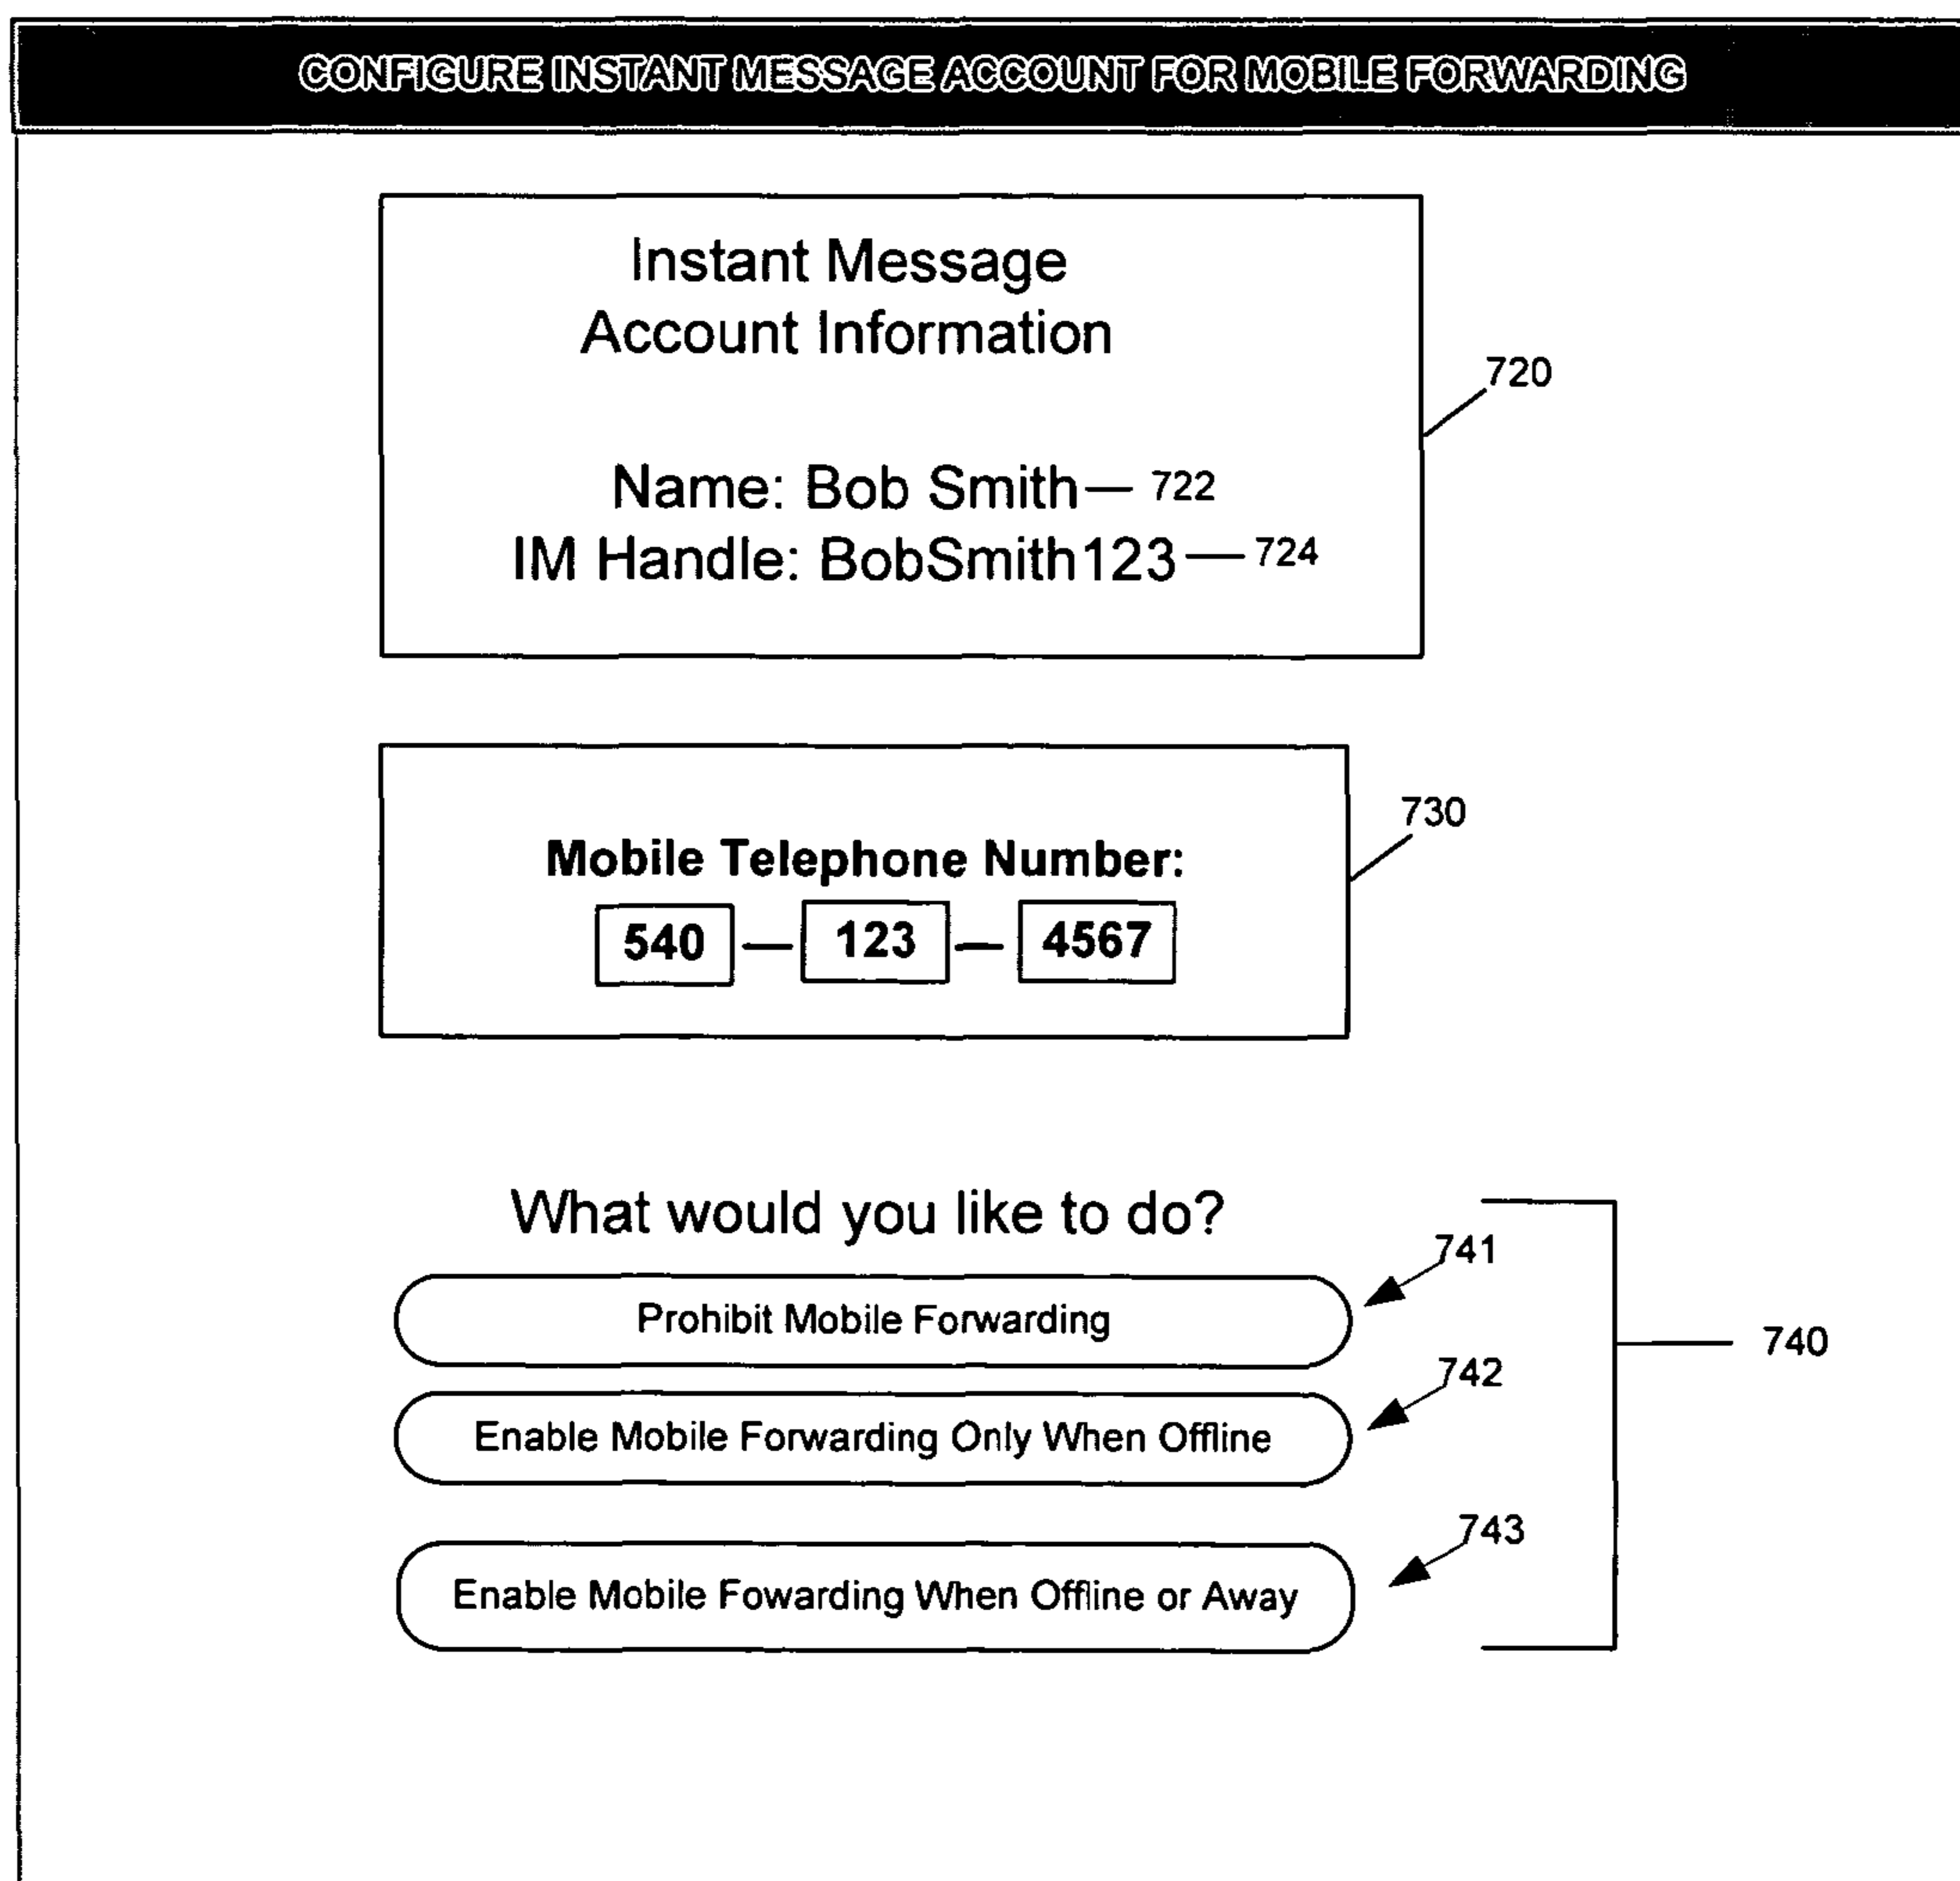 CONFIGURE INSTANT MESSAGE ACCOUNT FOR MOBILE FORWARDING
Instant Message
Account Information
720
Name: Bob Smith — 722
IM Handle: BobSmith123 — 724
730
Mobile Telephone Number:
540 — 123 — 4567
What would you like to do?
741
Prohibit Mobile Forwarding
740
742
Enable Mobile Forwarding Only When Offline
743
Enable Mobile Fowarding When Offline or Away